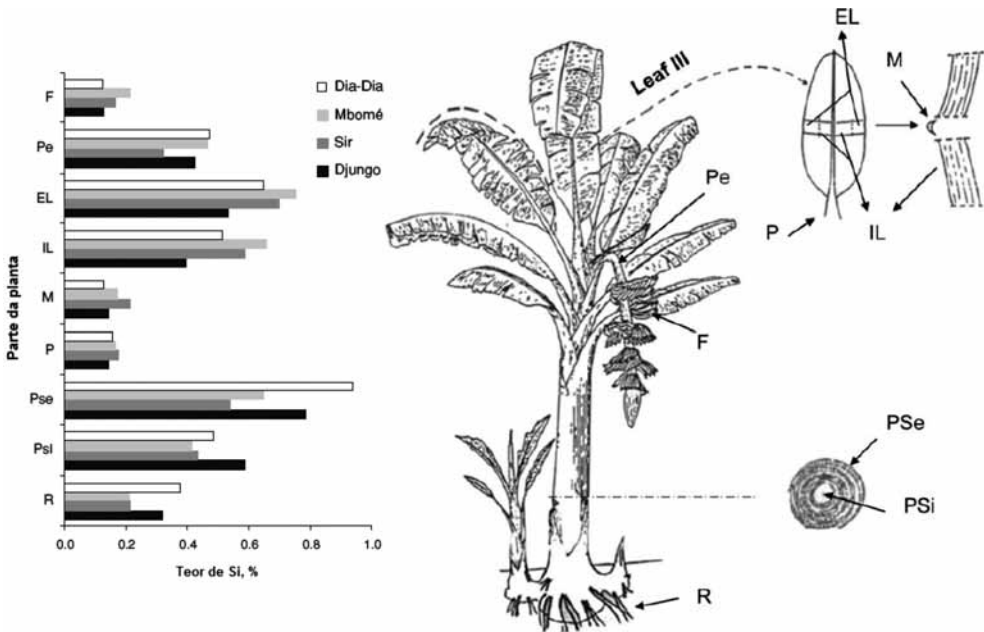 Parte da planta
F
Pe
EL
IL
M
P
Pse
PsI
R
0.0 0.2 0.4 0.6 0.8 1.0
Teor de Si, %
Dia-Dia
Mbomé
Sir
Djungo
Leaf III
EL
M
P
IL
Pe
F
PSe
PSi
R